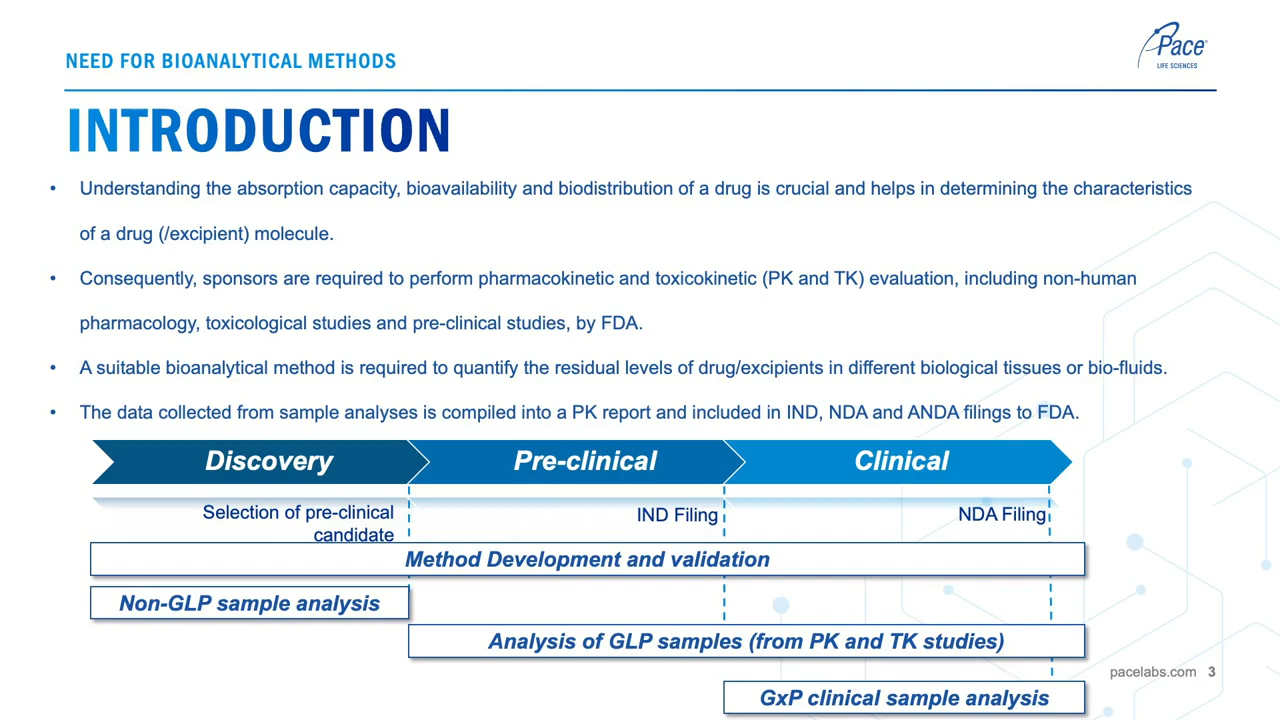 NEED FOR BIOANALYTICAL METHODS
Pace®
LIFE SCIENCES
INTRODUCTION
• Understanding the absorption capacity, bioavailability and biodistribution of a drug is crucial and helps in determining the characteristics
of a drug (/excipient) molecule.
• Consequently, sponsors are required to perform pharmacokinetic and toxicokinetic (PK and TK) evaluation, including non-human
pharmacology, toxicological studies and pre-clinical studies, by FDA.
• A suitable bioanalytical method is required to quantify the residual levels of drug/excipients in different biological tissues or bio-fluids.
• The data collected from sample analyses is compiled into a PK report and included in IND, NDA and ANDA filings to FDA.
Discovery
Pre-clinical
Clinical
Selection of pre-clinical
candidate
IND Filing
NDA Filing
Method Development and validation
Non-GLP sample analysis
Analysis of GLP samples (from PK and TK studies)
GxP clinical sample analysis
pacelabs.com 3